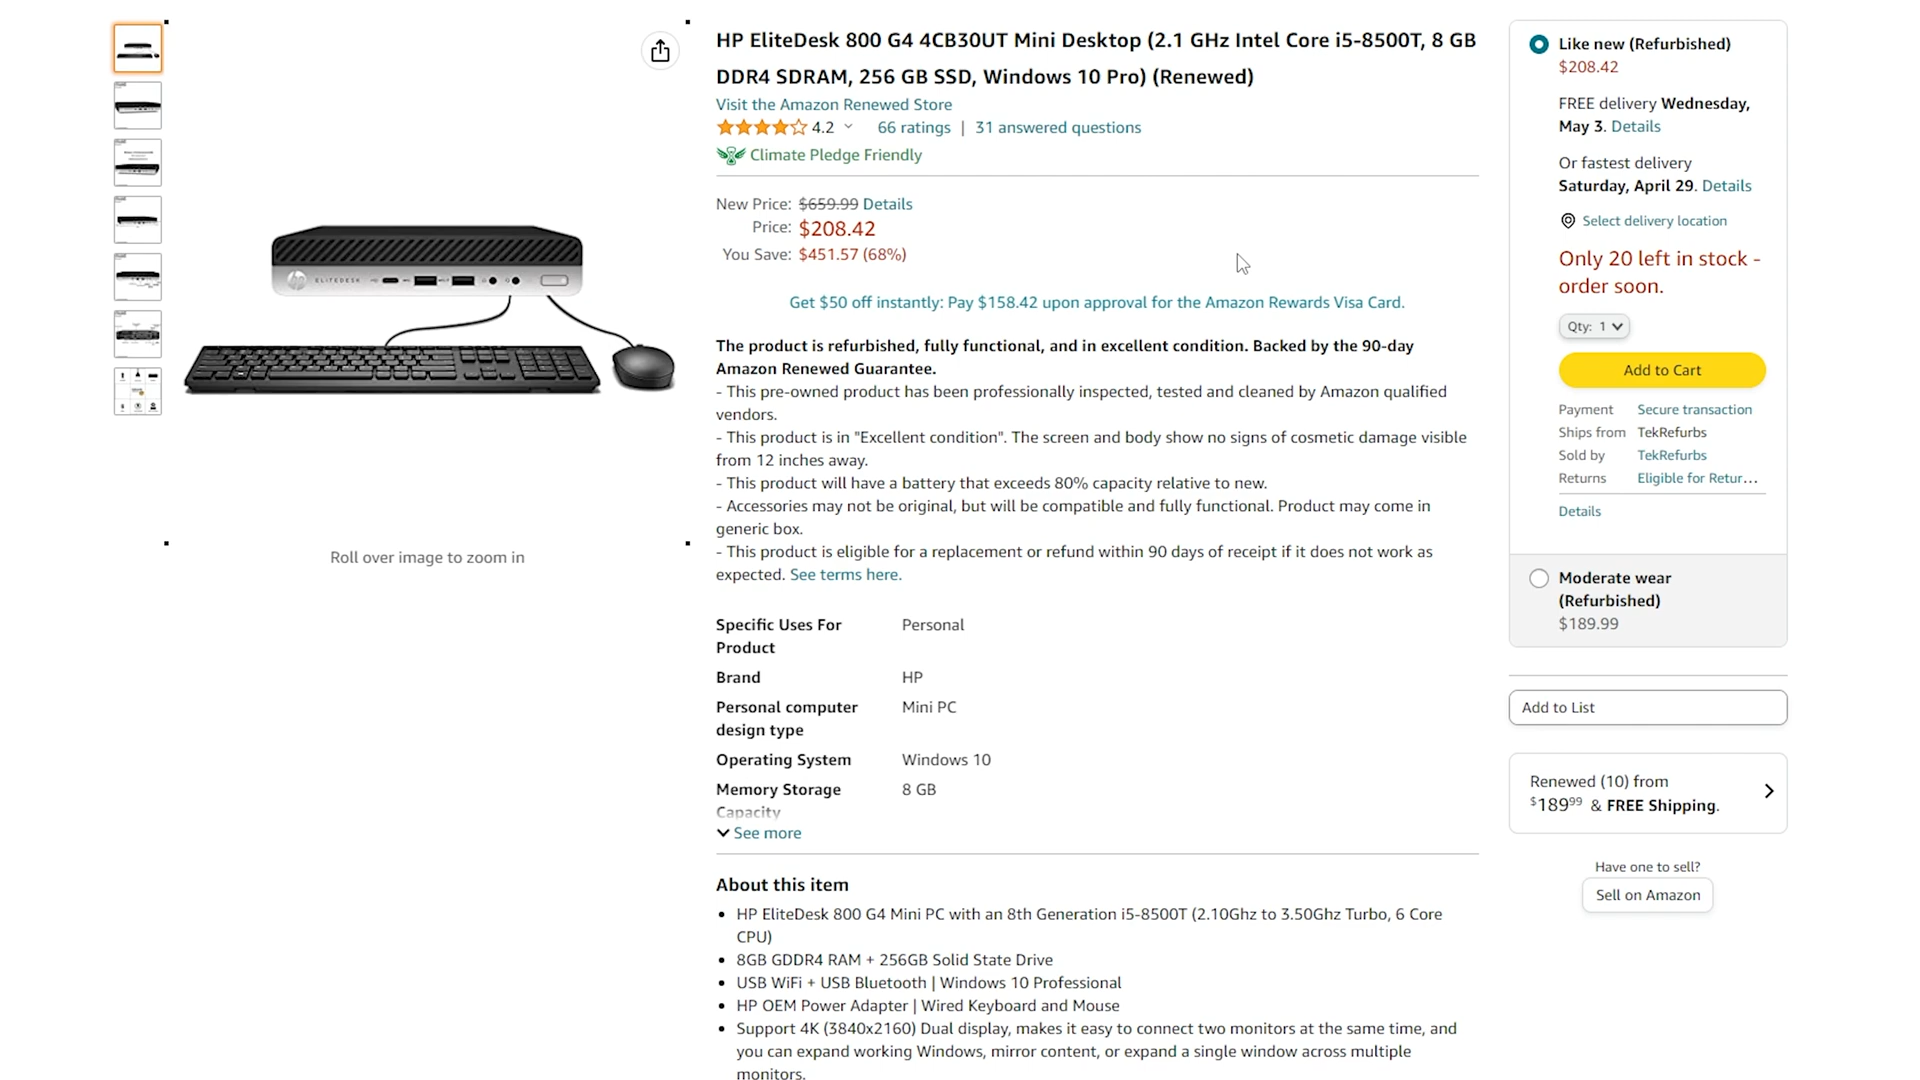 HP EliteDesk 800 G4 4CB30UT Mini Desktop (2.1 GHz Intel Core i5-8500T, 8 GB
DDR4 SDRAM, 256 GB SSD, Windows 10 Pro) (Renewed)
Visit the Amazon Renewed Store
4.2 66 ratings | 31 answered questions
Climate Pledge Friendly
New Price: $659.99 Details
Price: $208.42
You Save: $451.57 (68%)
Get $50 off instantly: Pay $158.42 upon approval for the Amazon Rewards Visa Card.
The product is refurbished, fully functional, and in excellent condition. Backed by the 90-day
Amazon Renewed Guarantee.
- This pre-owned product has been professionally inspected, tested and cleaned by Amazon qualified
vendors.
- This product is in "Excellent condition". The screen and body show no signs of cosmetic damage visible
from 12 inches away.
- This product will have a battery that exceeds 80% capacity relative to new.
- Accessories may not be original, but will be compatible and fully functional. Product may come in
generic box.
- This product is eligible for a replacement or refund within 90 days of receipt if it does not work as
expected. See terms here.
Specific Uses For Personal
Product
Brand HP
Personal computer Mini PC
design type
Operating System Windows 10
Memory Storage 8 GB
Capacity
See more
About this item
• HP EliteDesk 800 G4 Mini PC with an 8th Generation i5-8500T (2.10Ghz to 3.50Ghz Turbo, 6 Core
CPU)
• 8GB GDDR4 RAM + 256GB Solid State Drive
• USB WiFi + USB Bluetooth | Windows 10 Professional
• HP OEM Power Adapter | Wired Keyboard and Mouse
• Support 4K (3840x2160) Dual display, makes it easy to connect two monitors at the same time, and
you can expand working Windows, mirror content, or expand a single window across multiple
monitors.
hp ELITEDESK
Roll over image to zoom in
Like new (Refurbished)
$208.42
FREE delivery Wednesday,
May 3. Details
Or fastest delivery
Saturday, April 29. Details
Select delivery location
Only 20 left in stock -
order soon.
Qty: 1
Add to Cart
Payment Secure transaction
Ships from TekRefurbs
Sold by TekRefurbs
Returns Eligible for Retur...
Details
Moderate wear
(Refurbished)
$189.99
Add to List
Renewed (10) from
$189⁹⁹ & FREE Shipping.
Have one to sell?
Sell on Amazon